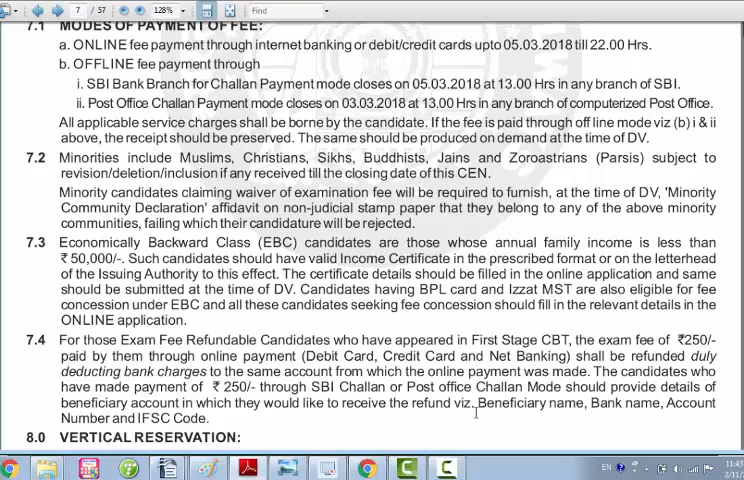 7 / 57
128%
Find
7.1 MODES OF PAYMENT OF FEE:
a. ONLINE fee payment through internet banking or debit/credit cards upto 05.03.2018 till 22.00 Hrs.
b. OFFLINE fee payment through
i. SBI Bank Branch for Challan Payment mode closes on 05.03.2018 at 13.00 Hrs in any branch of SBI.
ii. Post Office Challan Payment mode closes on 03.03.2018 at 13.00 Hrs in any branch of computerized Post Office.
All applicable service charges shall be borne by the candidate. If the fee is paid through off line mode viz (b) i & ii
above, the receipt should be preserved. The same should be produced on demand at the time of DV.
7.2 Minorities include Muslims, Christians, Sikhs, Buddhists, Jains and Zoroastrians (Parsis) subject to
revision/deletion/inclusion if any received till the closing date of this CEN.
Minority candidates claiming waiver of examination fee will be required to furnish, at the time of DV, 'Minority
Community Declaration' affidavit on non-judicial stamp paper that they belong to any of the above minority
communities, failing which their candidature will be rejected.
7.3 Economically Backward Class (EBC) candidates are those whose annual family income is less than
₹ 50,000/-. Such candidates should have valid Income Certificate in the prescribed format or on the letterhead
of the Issuing Authority to this effect. The certificate details should be filled in the online application and same
should be submitted at the time of DV. Candidates having BPL card and Izzat MST are also eligible for fee
concession under EBC and all these candidates seeking fee concession should fill in the relevant details in the
ONLINE application.
7.4 For those Exam Fee Refundable Candidates who have appeared in First Stage CBT, the exam fee of ₹250/-
paid by them through online payment (Debit Card, Credit Card and Net Banking) shall be refunded duly
deducting bank charges to the same account from which the online payment was made. The candidates who
have made payment of ₹ 250/- through SBI Challan or Post office Challan Mode should provide details of
beneficiary account in which they would like to receive the refund viz. Beneficiary name, Bank name, Account
Number and IFSC Code.
8.0 VERTICAL RESERVATION:
EN
11:43
2/11/